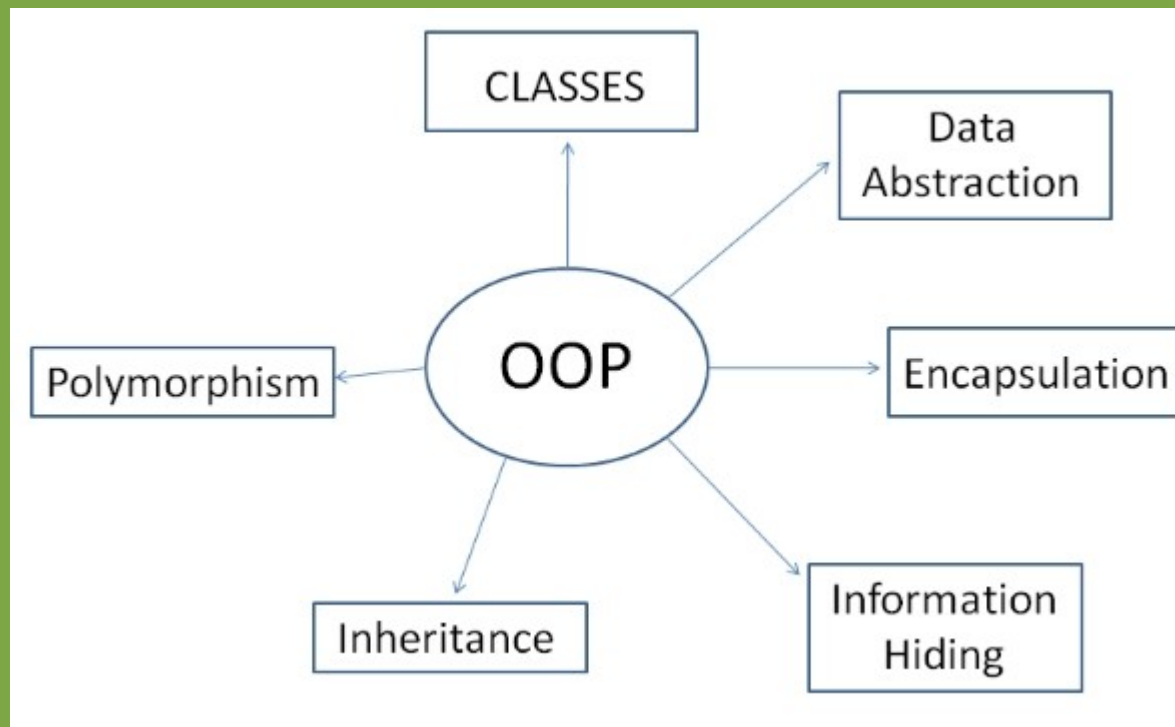 CLASSES
Data
Abstraction
OOP
Polymorphism
Encapsulation
Inheritance
Information
Hiding